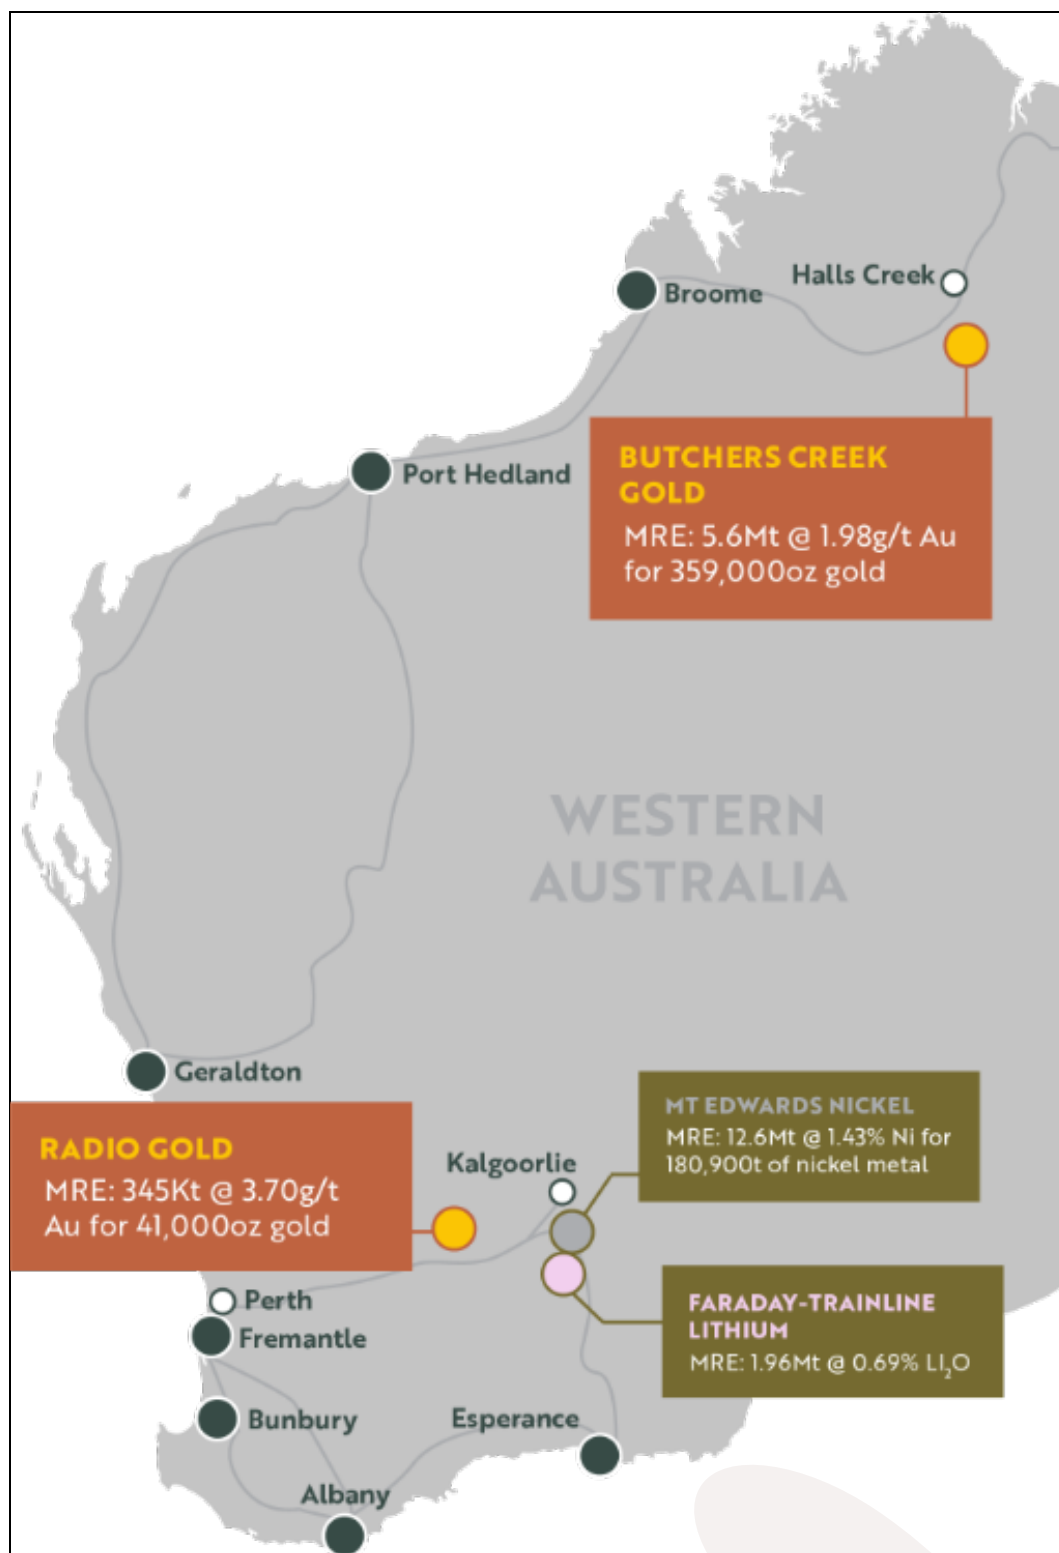 Halls Creek
Broome
BUTCHERS CREEK
GOLD
MRE: 5.6Mt @ 1.98g/t Au
for 359,000oz gold
Port Hedland
WESTERN
AUSTRALIA
Geraldton
MT EDWARDS NICKEL
MRE: 12.6Mt @ 1.43% Ni for
180,900t of nickel metal
RADIO GOLD
MRE: 345Kt @ 3.70g/t
Au for 41,000oz gold
Kalgoorlie
Perth
Fremantle
FARADAY-TRAINLINE
LITHIUM
MRE: 1.96Mt @ 0.69% LI₂O
Bunbury
Esperance
Albany